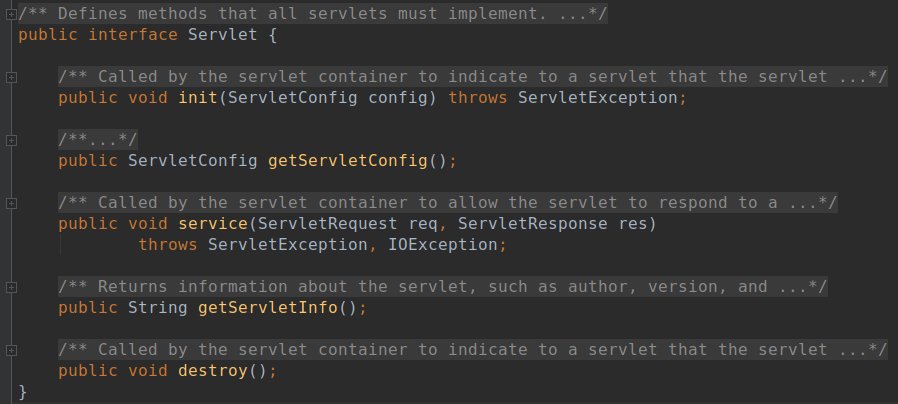 /** Defines methods that all servlets must implement. ...*/
public interface Servlet {
/** Called by the servlet container to indicate to a servlet that the servlet ...*/
public void init(ServletConfig config) throws ServletException;
/**...*/
public ServletConfig getServletConfig();
/** Called by the servlet container to allow the servlet to respond to a ...*/
public void service(ServletRequest req, ServletResponse res)
throws ServletException, IOException;
/** Returns information about the servlet, such as author, version, and ...*/
public String getServletInfo();
/** Called by the servlet container to indicate to a servlet that the servlet ...*/
public void destroy();
}